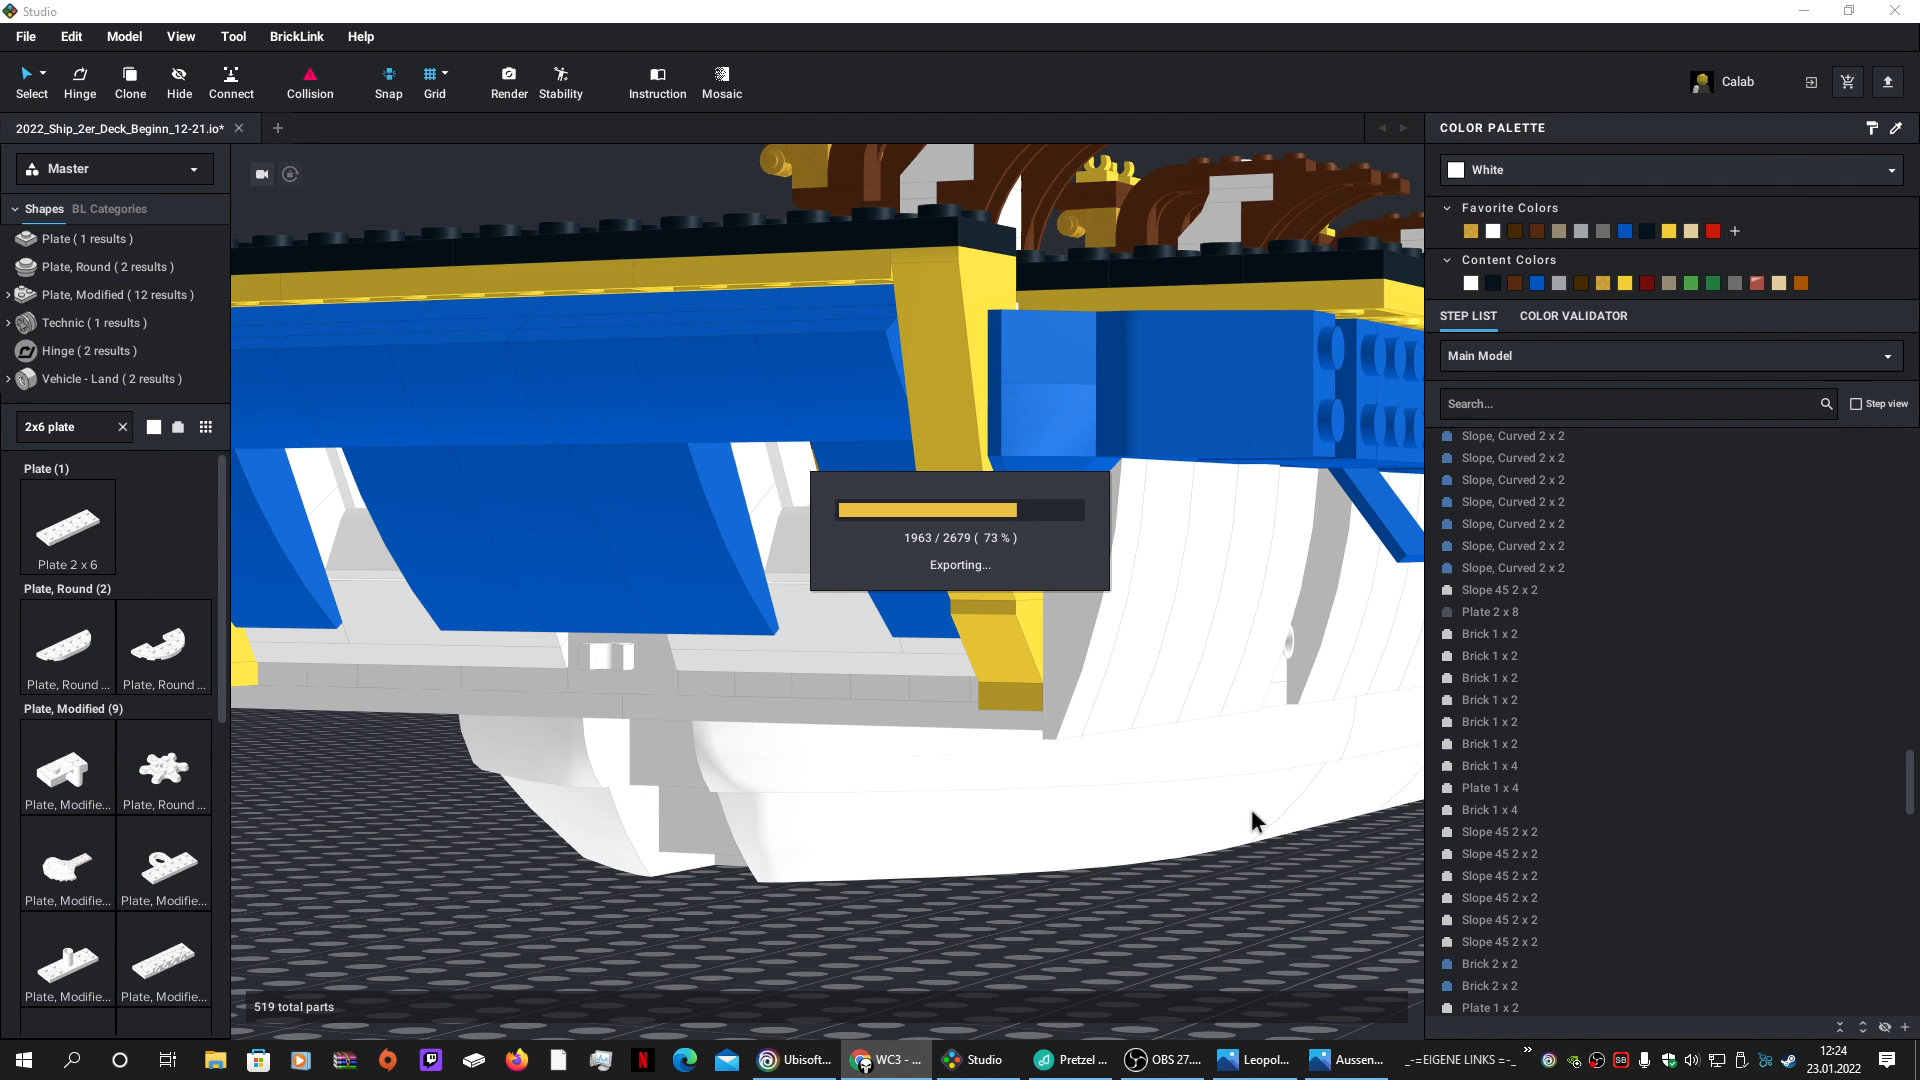 Studio
File Edit Model View Tool BrickLink Help
Select Hinge Clone Hide Connect Collision Snap Grid Render Stability Instruction Mosaic
Calab
2022_Ship_2er_Deck_Beginn_12-21.io*
Master
Shapes BL Categories
Plate ( 1 results )
Plate, Round ( 2 results )
Plate, Modified ( 12 results )
Technic ( 1 results )
Hinge ( 2 results )
Vehicle - Land ( 2 results )
2x6 plate
Plate (1)
Plate 2 x 6
Plate, Round (2)
Plate, Round ... Plate, Round ...
Plate, Modified (9)
Plate, Modifie... Plate, Round ...
Plate, Modifie... Plate, Modifie...
Plate, Modifie... Plate, Modifie...
1963 / 2679 ( 73 % )
Exporting...
519 total parts
COLOR PALETTE
White
Favorite Colors
Content Colors
STEP LIST COLOR VALIDATOR
Main Model
Search... Step view
Slope, Curved 2 x 2
Slope, Curved 2 x 2
Slope, Curved 2 x 2
Slope, Curved 2 x 2
Slope, Curved 2 x 2
Slope, Curved 2 x 2
Slope, Curved 2 x 2
Slope 45 2 x 2
Plate 2 x 8
Brick 1 x 2
Brick 1 x 2
Brick 1 x 2
Brick 1 x 2
Brick 1 x 2
Brick 1 x 2
Brick 1 x 4
Plate 1 x 4
Brick 1 x 4
Slope 45 2 x 2
Slope 45 2 x 2
Slope 45 2 x 2
Slope 45 2 x 2
Slope 45 2 x 2
Slope 45 2 x 2
Brick 2 x 2
Brick 2 x 2
Plate 1 x 2
Ubisoft... WC3 - ... Studio Pretzel ... OBS 27.... Leopol... Aussen... _-=EIGENE LINKS =-_ SB
12:24
23.01.2022